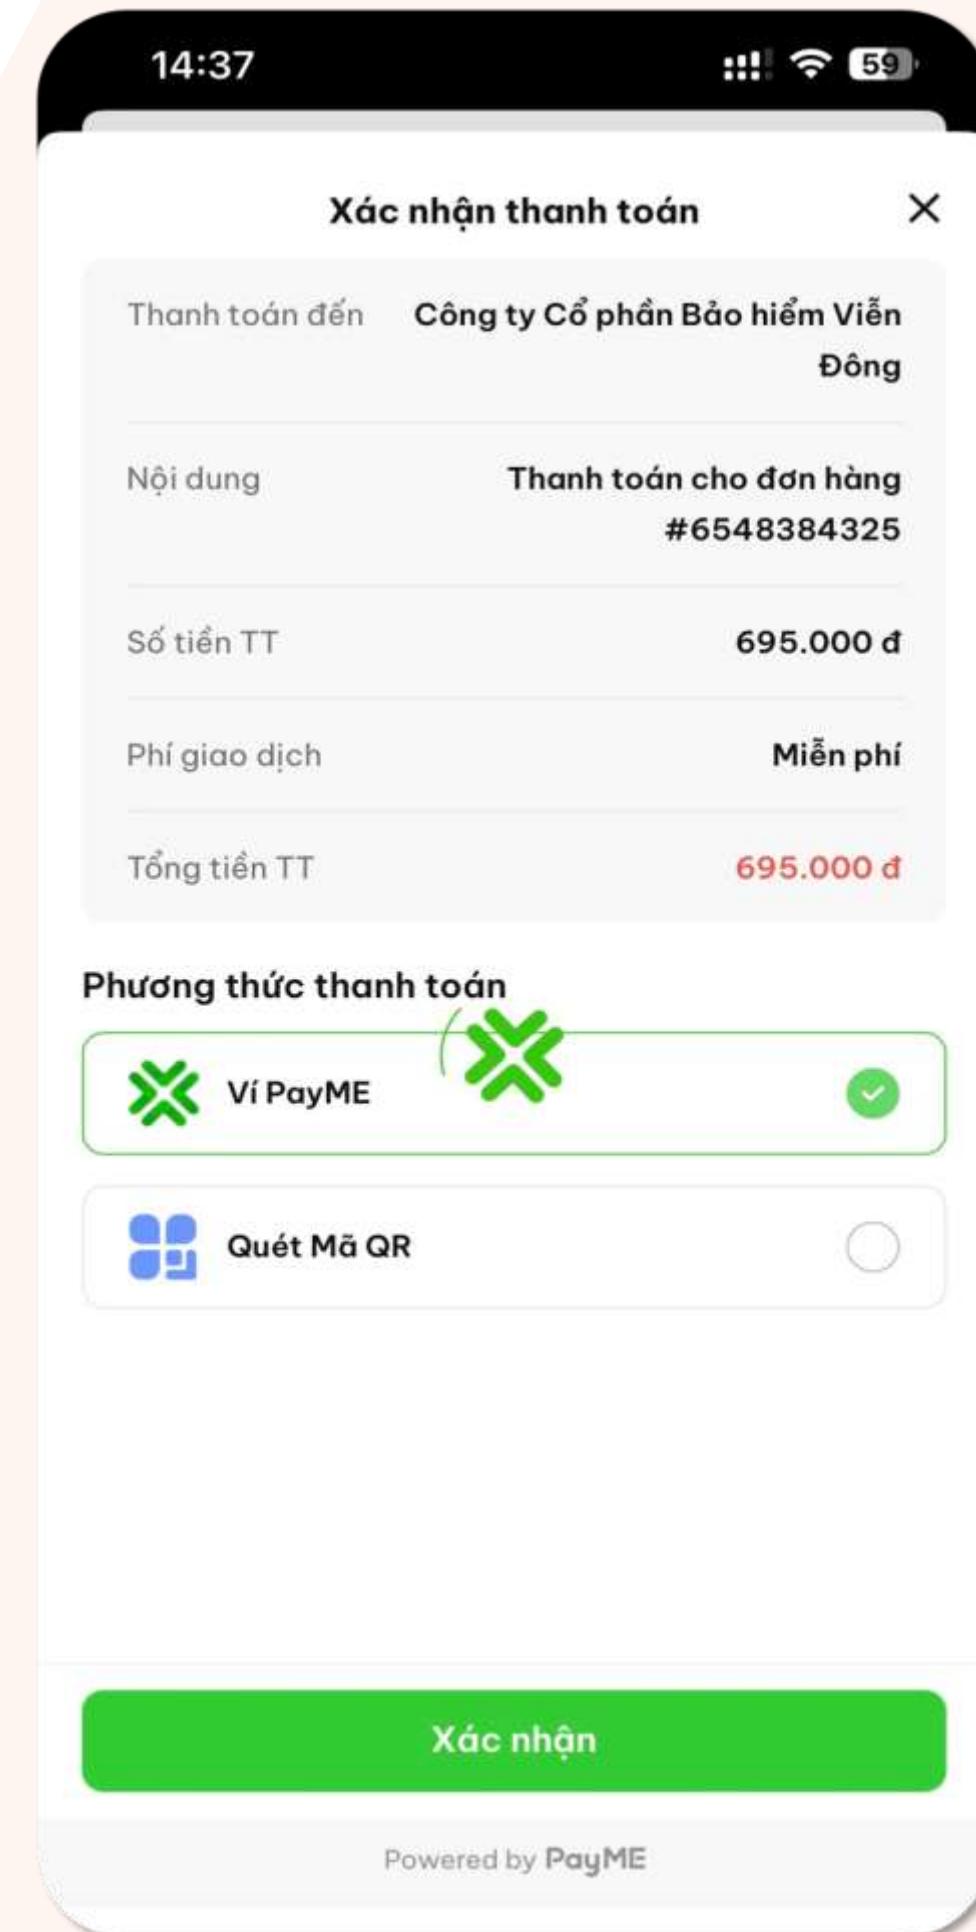 14:37
59
Xác nhận thanh toán
Thanh toán đến
Công ty Cổ phần Bảo hiểm Viễn
Đông
Nội dung
Thanh toán cho đơn hàng
#6548384325
Số tiền TT
695.000 đ
Phí giao dịch
Miễn phí
Tổng tiền TT
695.000 đ
Phương thức thanh toán
Ví PayME
Quét Mã QR
Xác nhận
Powered by PayME